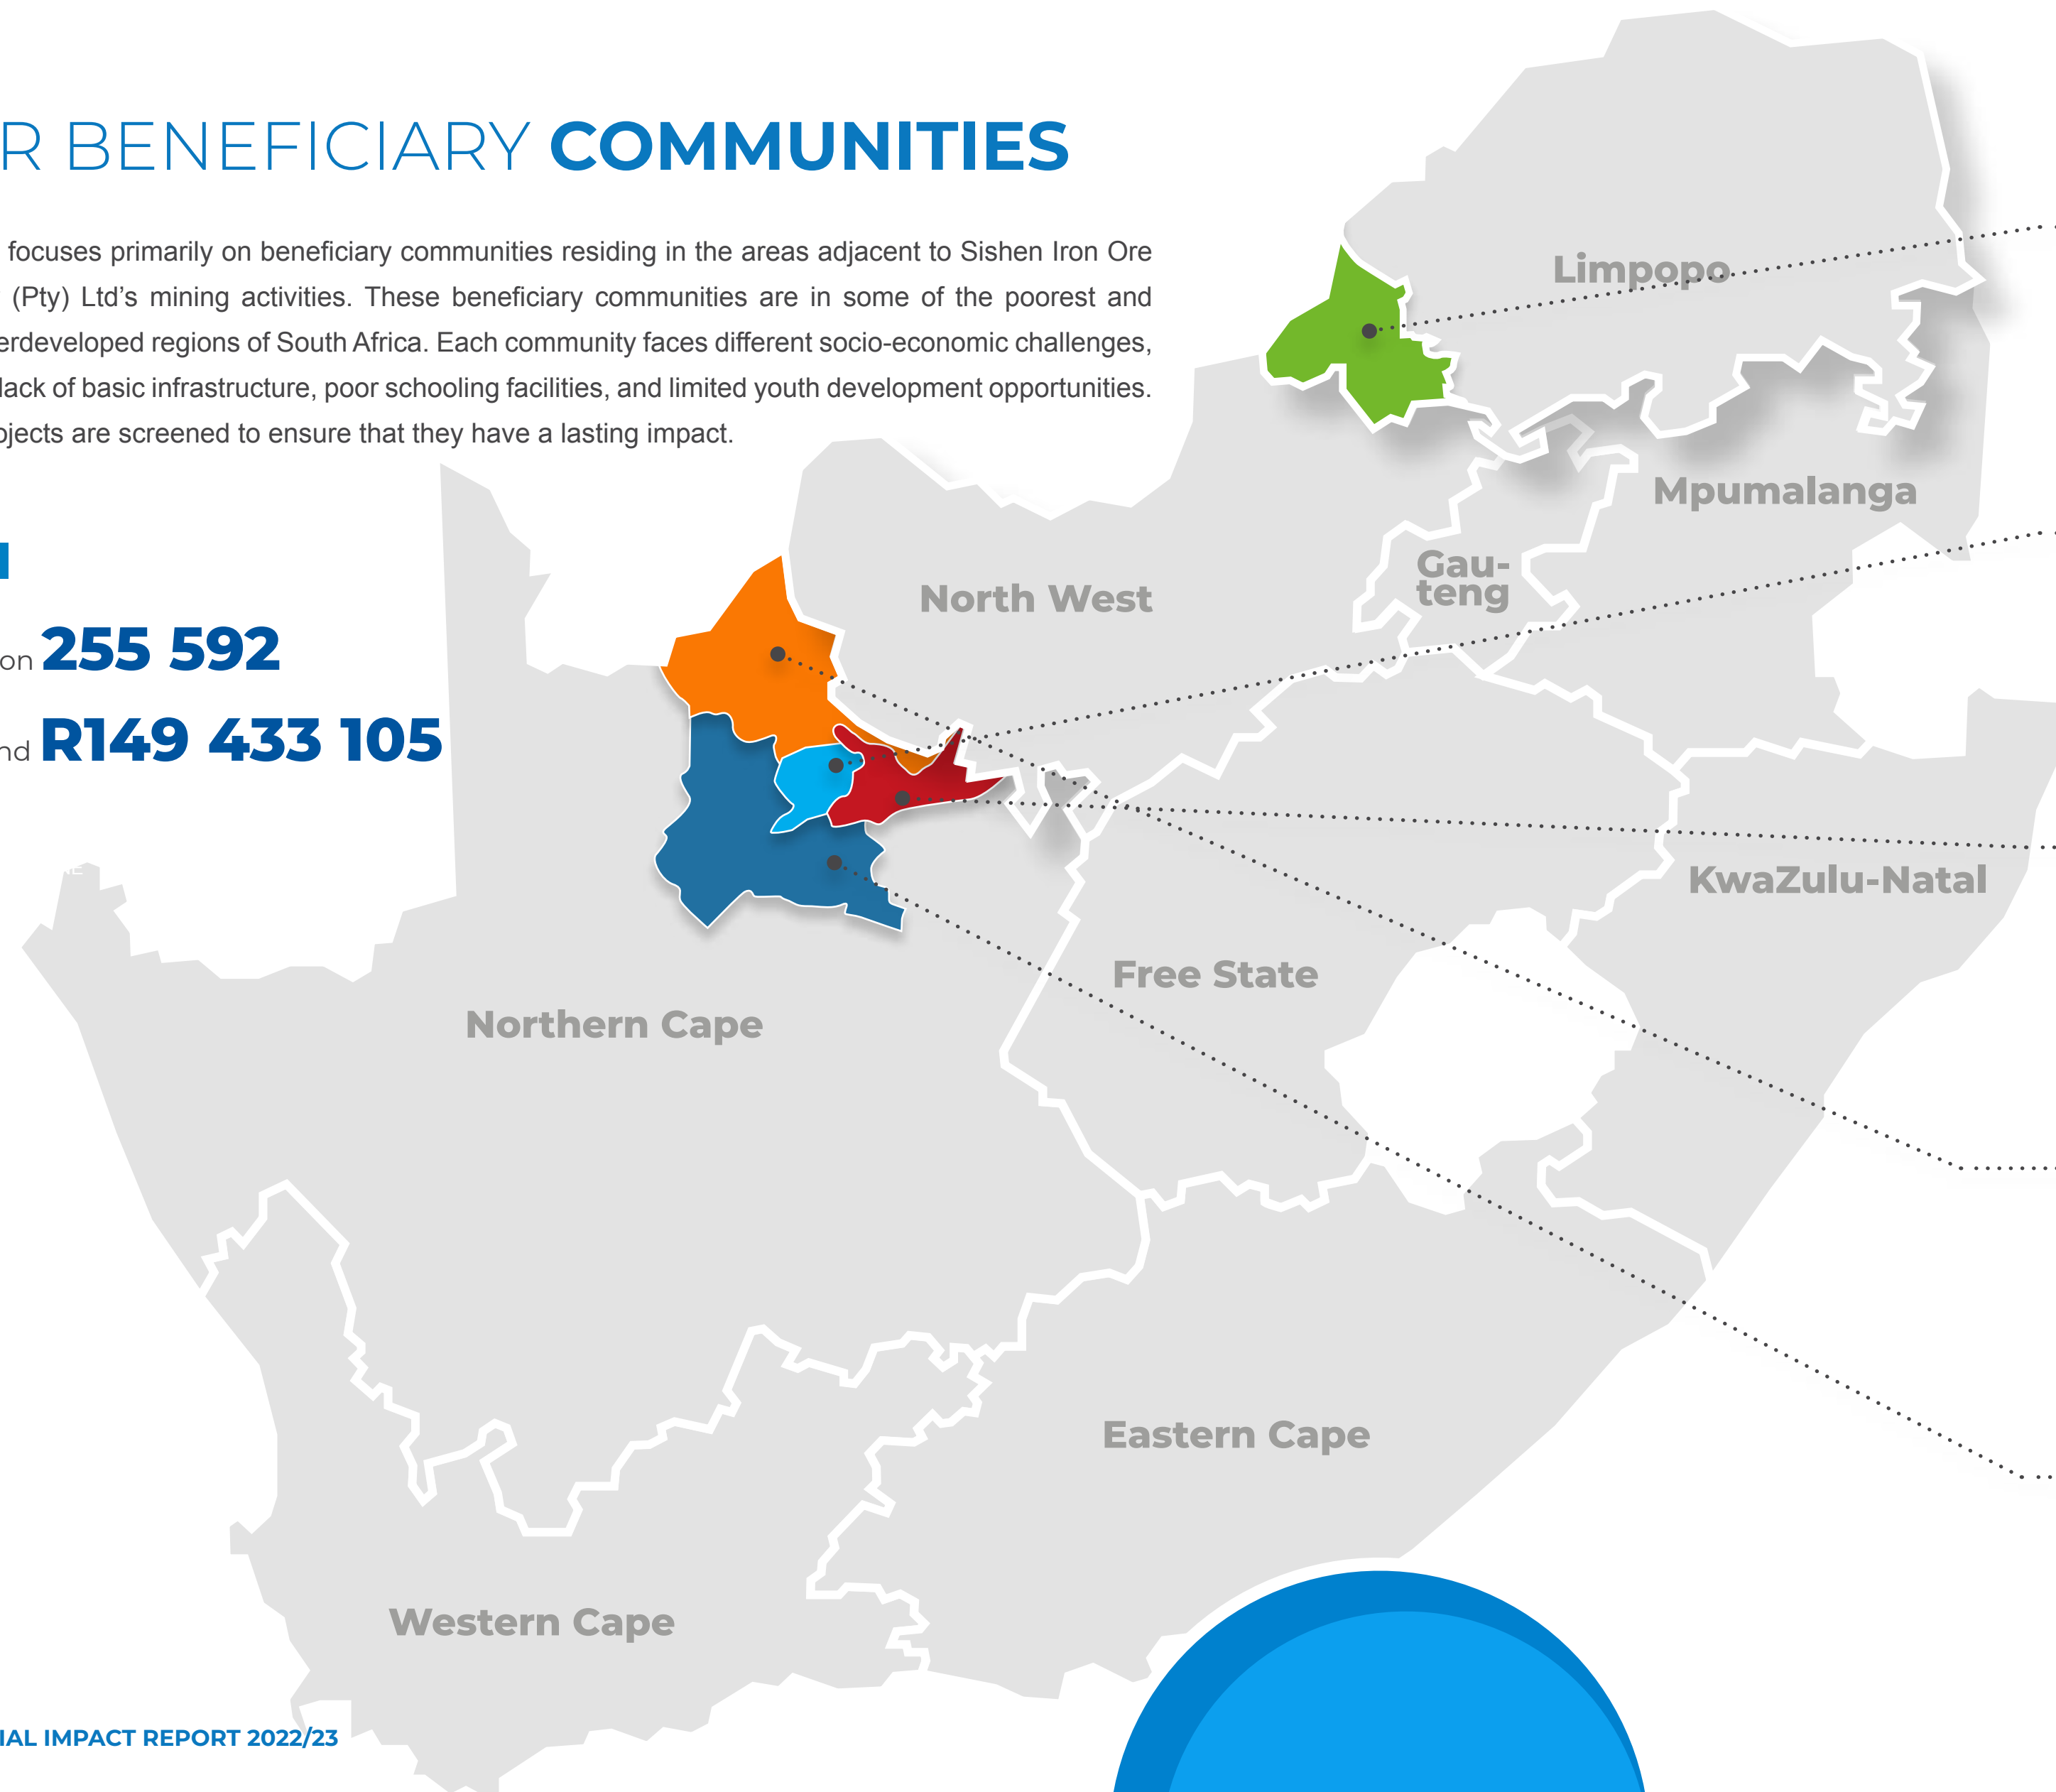 R BENEFICIARY COMMUNITIES
focuses primarily on beneficiary communities residing in the areas adjacent to Sishen Iron Ore
(Pty) Ltd’s mining activities. These beneficiary communities are in some of the poorest and
erdeveloped regions of South Africa. Each community faces different socio-economic challenges,
lack of basic infrastructure, poor schooling facilities, and limited youth development opportunities.
ojects are screened to ensure that they have a lasting impact.
Limpopo
Mpumalanga
Gau-
teng
North West
on 255 592
nd R149 433 105
NE
KwaZulu-Natal
Free State
Northern Cape
Eastern Cape
Western Cape
IAL IMPACT REPORT 2022/23